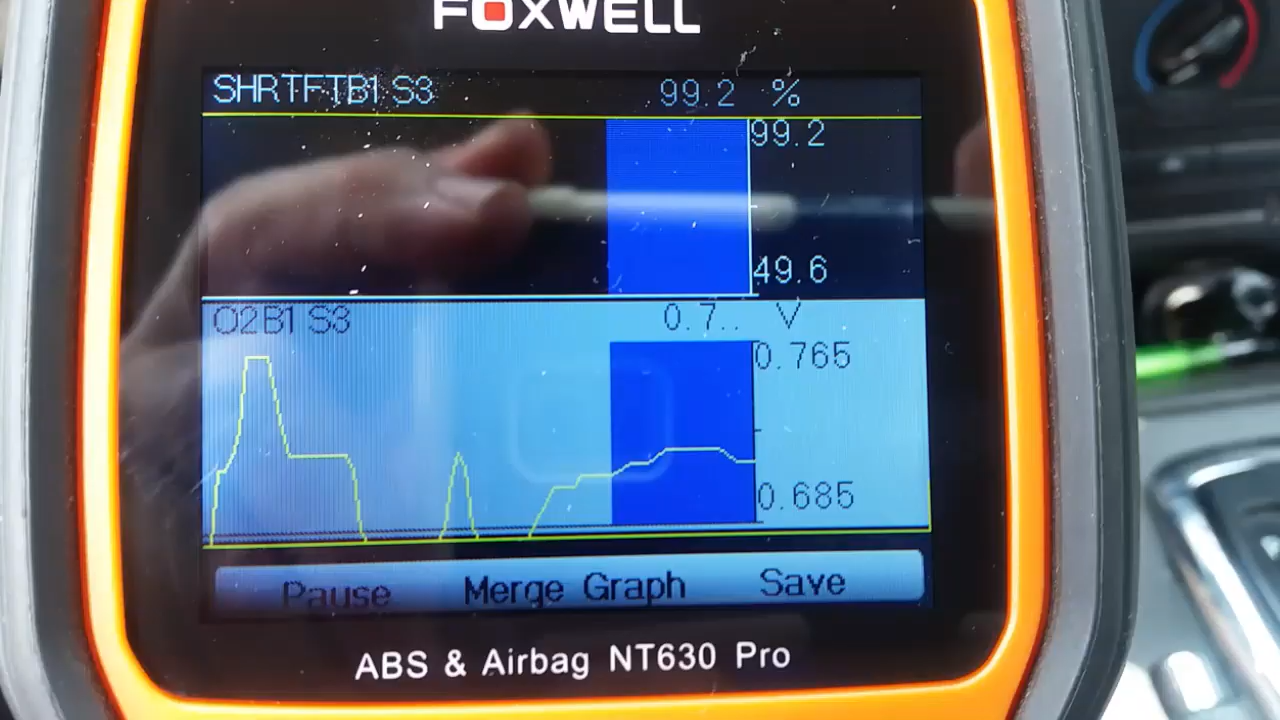 FOXWELL
SHRTFTB1 S3 99.2 %
99.2
49.6
O2B1 S3 0.7.. V
0.765
0.685
Pause Merge Graph Save
ABS & Airbag NT630 Pro